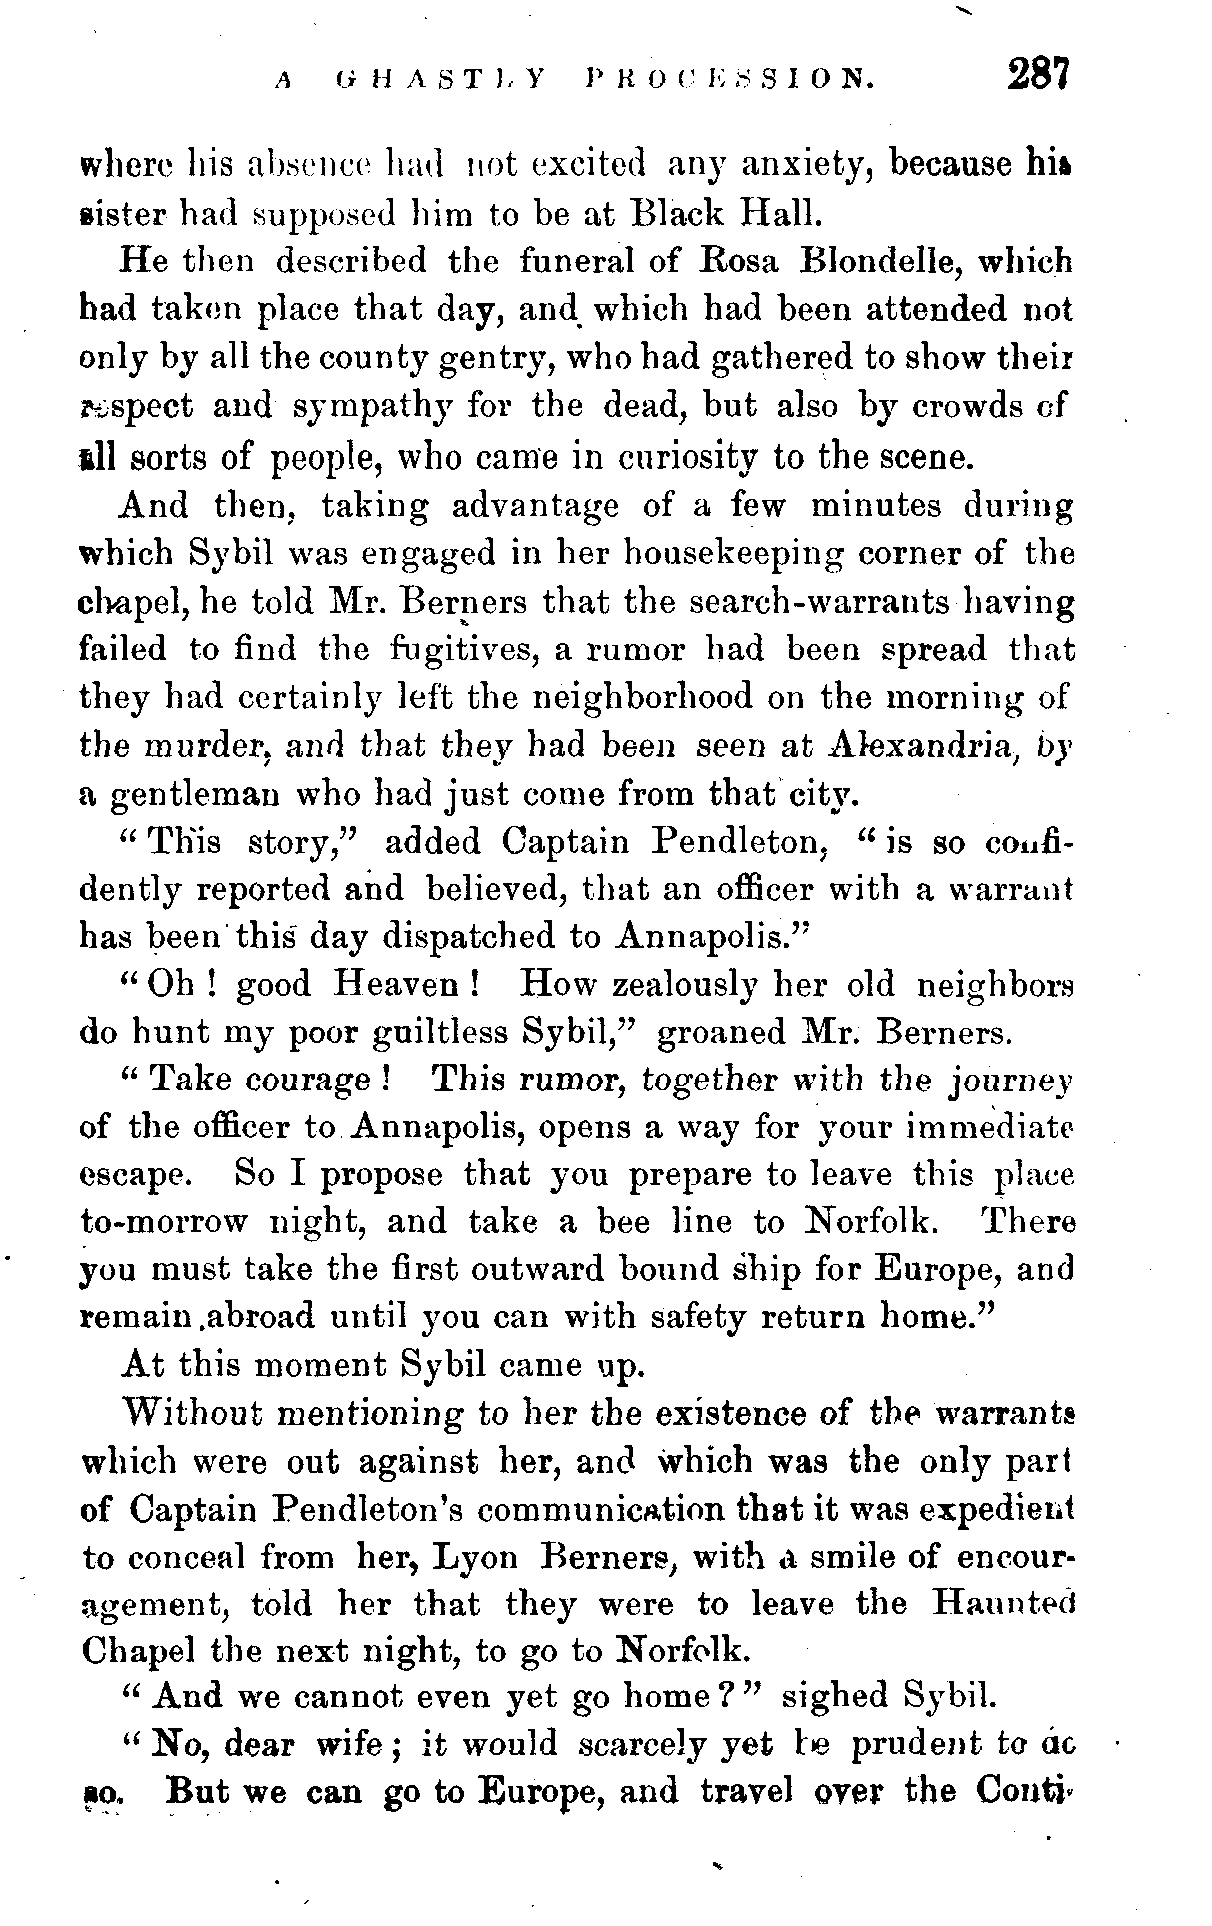 A GHASTLY PROCESSION. 287
where his absence had not excited any anxiety, because his
sister had supposed him to be at Black Hall.
He then described the funeral of Rosa Blondelle, which
had taken place that day, and which had been attended not
only by all the county gentry, who had gathered to show their
respect and sympathy for the dead, but also by crowds of
all sorts of people, who came in curiosity to the scene.
And then, taking advantage of a few minutes during
which Sybil was engaged in her housekeeping corner of the
chapel, he told Mr. Berners that the search-warrants having
failed to find the fugitives, a rumor had been spread that
they had certainly left the neighborhood on the morning of
the murder, and that they had been seen at Alexandria, by
a gentleman who had just come from that city.
"This story," added Captain Pendleton, "is so confi-
dently reported and believed, that an officer with a warrant
has been this day dispatched to Annapolis."
"Oh! good Heaven! How zealously her old neighbors
do hunt my poor guiltless Sybil," groaned Mr. Berners.
"Take courage! This rumor, together with the journey
of the officer to Annapolis, opens a way for your immediate
escape. So I propose that you prepare to leave this place
to-morrow night, and take a bee line to Norfolk. There
you must take the first outward bound ship for Europe, and
remain abroad until you can with safety return home."
At this moment Sybil came up.
Without mentioning to her the existence of the warrants
which were out against her, and which was the only part
of Captain Pendleton's communication that it was expedient
to conceal from her, Lyon Berners, with a smile of encour-
agement, told her that they were to leave the Haunted
Chapel the next night, to go to Norfolk.
"And we cannot even yet go home?" sighed Sybil.
"No, dear wife; it would scarcely yet be prudent to do
so. But we can go to Europe, and travel over the Conti-